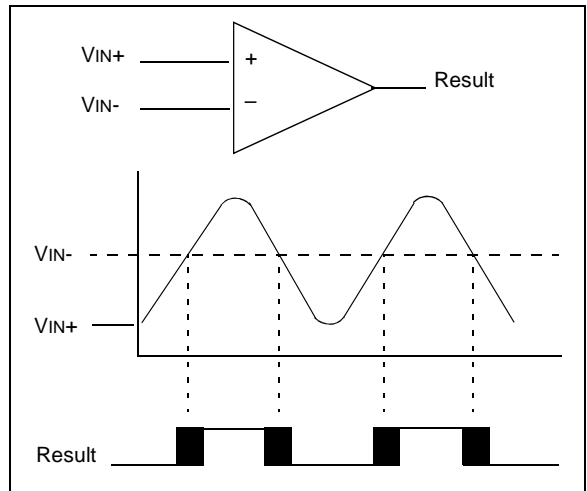 VIN+
+
Result
VIN-
–
VIN-
VIN+
Result